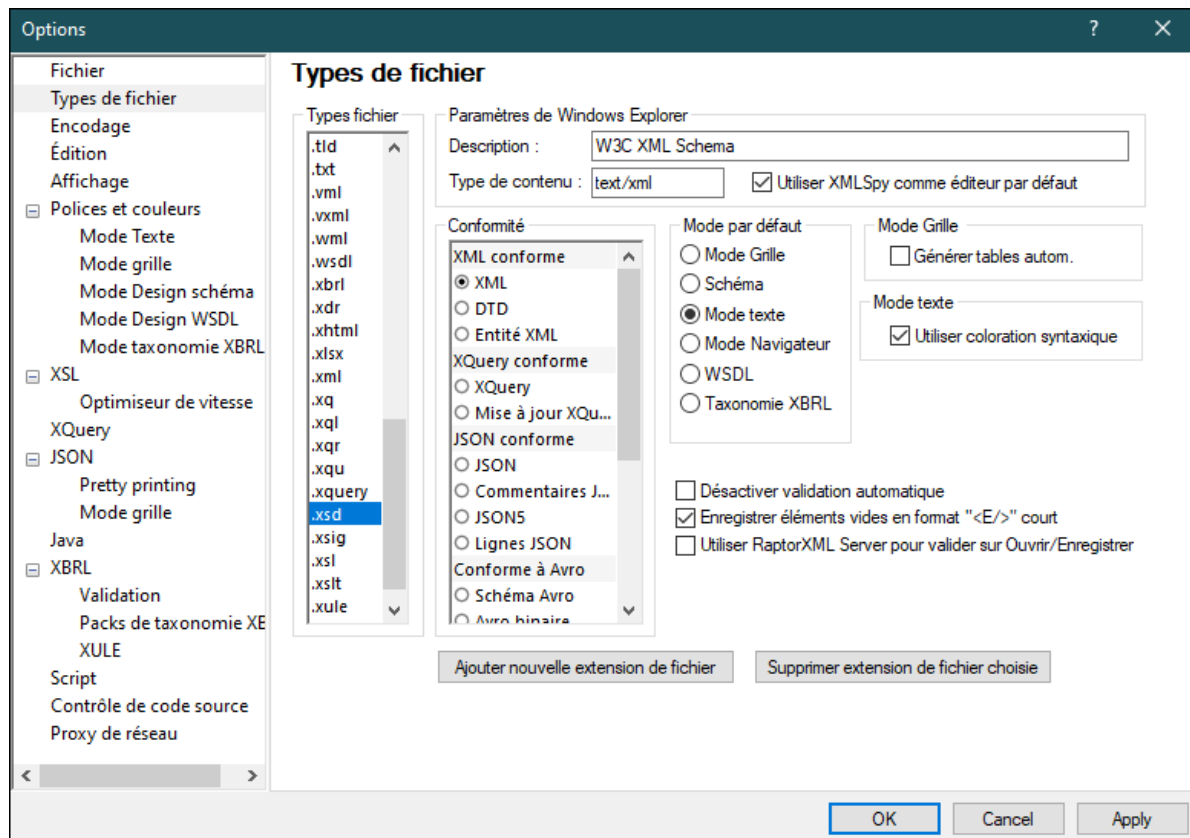 Options
?
Fichier
Types de fichier
Encodage
Édition
Affichage
Polices et couleurs
Mode Texte
Mode grille
Mode Design schéma
Mode Design WSDL
Mode taxonomie XBRL
XSL
Optimiseur de vitesse
XQuery
JSON
Pretty printing
Mode grille
Java
XBRL
Validation
Packs de taxonomie XE
XULE
Script
Contrôle de code source
Proxy de réseau
Types de fichier
Types fichier
.tld
.txt
.vml
.vxml
.wml
.wsdl
.xbrl
.xdr
.xhtml
.xlsx
.xml
.xq
.xql
.xqr
.xqu
.xquery
.xsd
.xsig
.xsl
.xslt
.xule
Paramètres de Windows Explorer
Description :
W3C XML Schema
Type de contenu :
text/xml
Utiliser XMLSpy comme éditeur par défaut
Conformité
XML conforme
XML
DTD
Entité XML
XQuery conforme
XQuery
Mise à jour XQu...
JSON conforme
JSON
Commentaires J...
JSON5
Lignes JSON
Conforme à Avro
Schéma Avro
Avro binaire
Mode par défaut
Mode Grille
Schéma
Mode texte
Mode Navigateur
WSDL
Taxonomie XBRL
Mode Grille
Générer tables autom.
Mode texte
Utiliser coloration syntaxique
Désactiver validation automatique
Enregistrer éléments vides en format "<E/>" court
Utiliser RaptorXML Server pour valider sur Ouvrir/Enregistrer
Ajouter nouvelle extension de fichier
Supprimer extension de fichier choisie
OK
Cancel
Apply